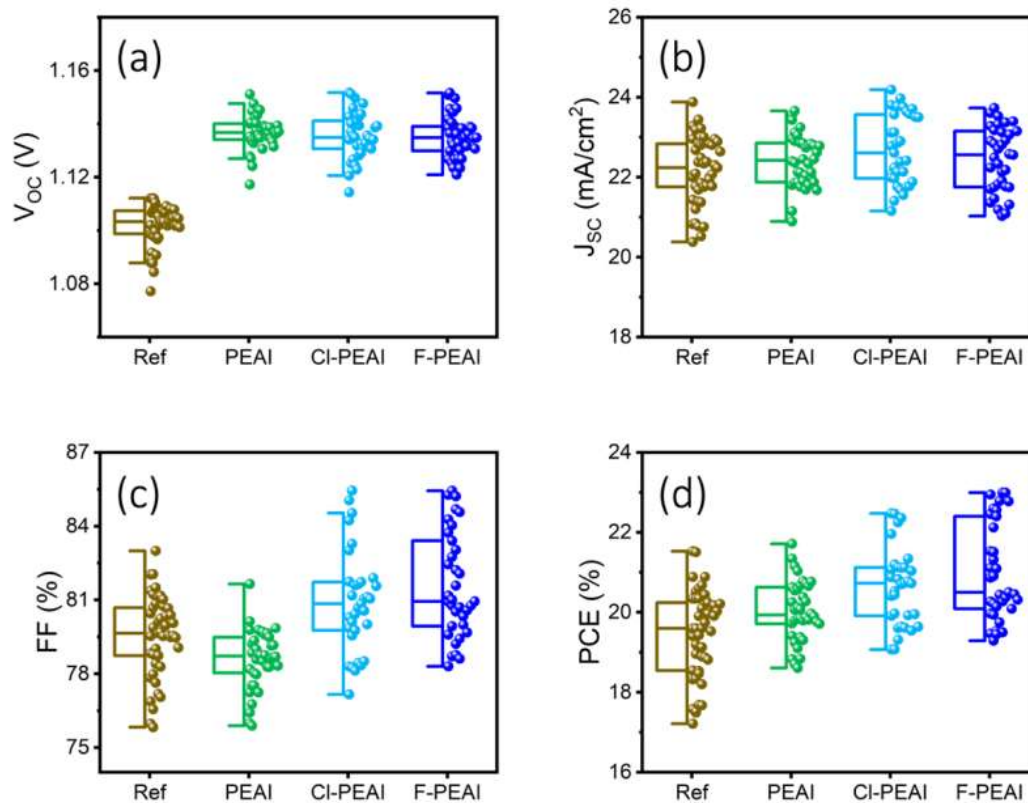 (a)
V_OC (V)
1.16
1.12
1.08
Ref PEAI Cl-PEAI F-PEAI
(b)
J_SC (mA/cm²)
26
24
22
20
18
Ref PEAI Cl-PEAI F-PEAI
(c)
FF (%)
87
84
81
78
75
Ref PEAI Cl-PEAI F-PEAI
(d)
PCE (%)
24
22
20
18
16
Ref PEAI Cl-PEAI F-PEAI